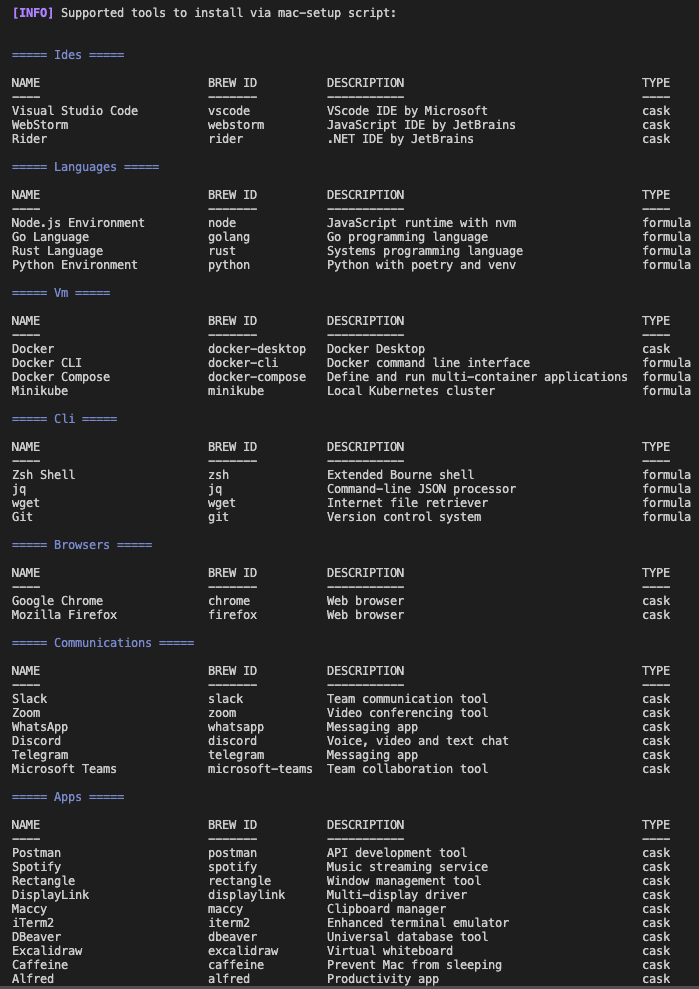 [INFO] Supported tools to install via mac-setup script:
===== Ides =====
NAME BREW ID DESCRIPTION TYPE
---- ------- ----------- ----
Visual Studio Code vscode VScode IDE by Microsoft cask
WebStorm webstorm JavaScript IDE by JetBrains cask
Rider rider .NET IDE by JetBrains cask
===== Languages =====
NAME BREW ID DESCRIPTION TYPE
---- ------- ----------- ----
Node.js Environment node JavaScript runtime with nvm formula
Go Language golang Go programming language formula
Rust Language rust Systems programming language formula
Python Environment python Python with poetry and venv formula
===== Vm =====
NAME BREW ID DESCRIPTION TYPE
---- ------- ----------- ----
Docker docker-desktop Docker Desktop cask
Docker CLI docker-cli Docker command line interface formula
Docker Compose docker-compose Define and run multi-container applications formula
Minikube minikube Local Kubernetes cluster formula
===== Cli =====
NAME BREW ID DESCRIPTION TYPE
---- ------- ----------- ----
Zsh Shell zsh Extended Bourne shell formula
jq jq Command-line JSON processor formula
wget wget Internet file retriever formula
Git git Version control system formula
===== Browsers =====
NAME BREW ID DESCRIPTION TYPE
---- ------- ----------- ----
Google Chrome chrome Web browser cask
Mozilla Firefox firefox Web browser cask
===== Communications =====
NAME BREW ID DESCRIPTION TYPE
---- ------- ----------- ----
Slack slack Team communication tool cask
Zoom zoom Video conferencing tool cask
WhatsApp whatsapp Messaging app cask
Discord discord Voice, video and text chat cask
Telegram telegram Messaging app cask
Microsoft Teams microsoft-teams Team collaboration tool cask
===== Apps =====
NAME BREW ID DESCRIPTION TYPE
---- ------- ----------- ----
Postman postman API development tool cask
Spotify spotify Music streaming service cask
Rectangle rectangle Window management tool cask
DisplayLink displaylink Multi-display driver cask
Maccy maccy Clipboard manager cask
iTerm2 iterm2 Enhanced terminal emulator cask
DBeaver dbeaver Universal database tool cask
Excalidraw excalidraw Virtual whiteboard cask
Caffeine caffeine Prevent Mac from sleeping cask
Alfred alfred Productivity app cask